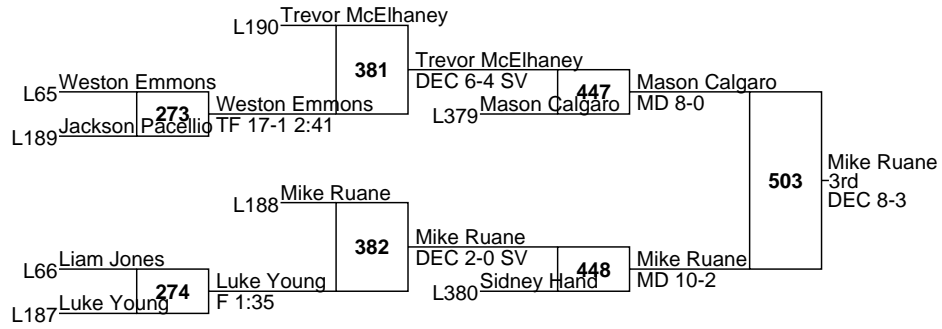 L190 Trevor McElhaney
381
Trevor McElhaney
DEC 6-4 SV
L65 Weston Emmons
273
Weston Emmons
TF 17-1 2:41
L189 Jackson Pacellio
447
L379 Mason Calgaro
Mason Calgaro
MD 8-0
503
Mike Ruane
3rd
DEC 8-3
L188 Mike Ruane
382
Mike Ruane
DEC 2-0 SV
L66 Liam Jones
274
Luke Young
F 1:35
L187 Luke Young
448
L380 Sidney Hand
Mike Ruane
MD 10-2